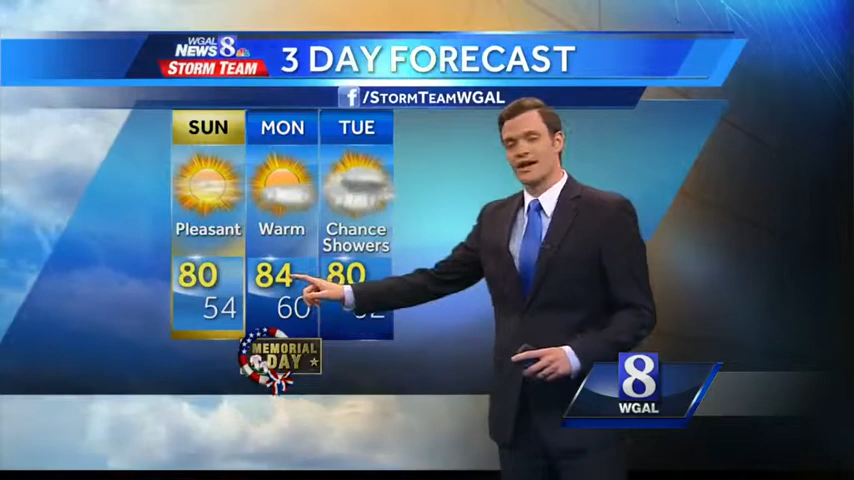 WGAL
NEWS 8
STORM TEAM
3 DAY FORECAST
f/STORMTEAMWGAL
SUN MON TUE
Pleasant Warm Chance
Showers
80 84 80
54 60
MEMORIAL
DAY
8
WGAL